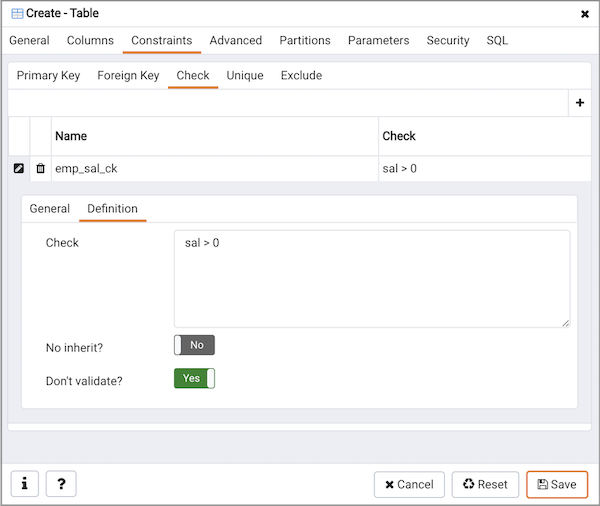 Create - Table
General Columns Constraints Advanced Partitions Parameters Security SQL
Primary Key Foreign Key Check Unique Exclude
Name Check
emp_sal_ck sal > 0
General Definition
Check sal > 0
No inherit? No
Don't validate? Yes
i ? Cancel Reset Save